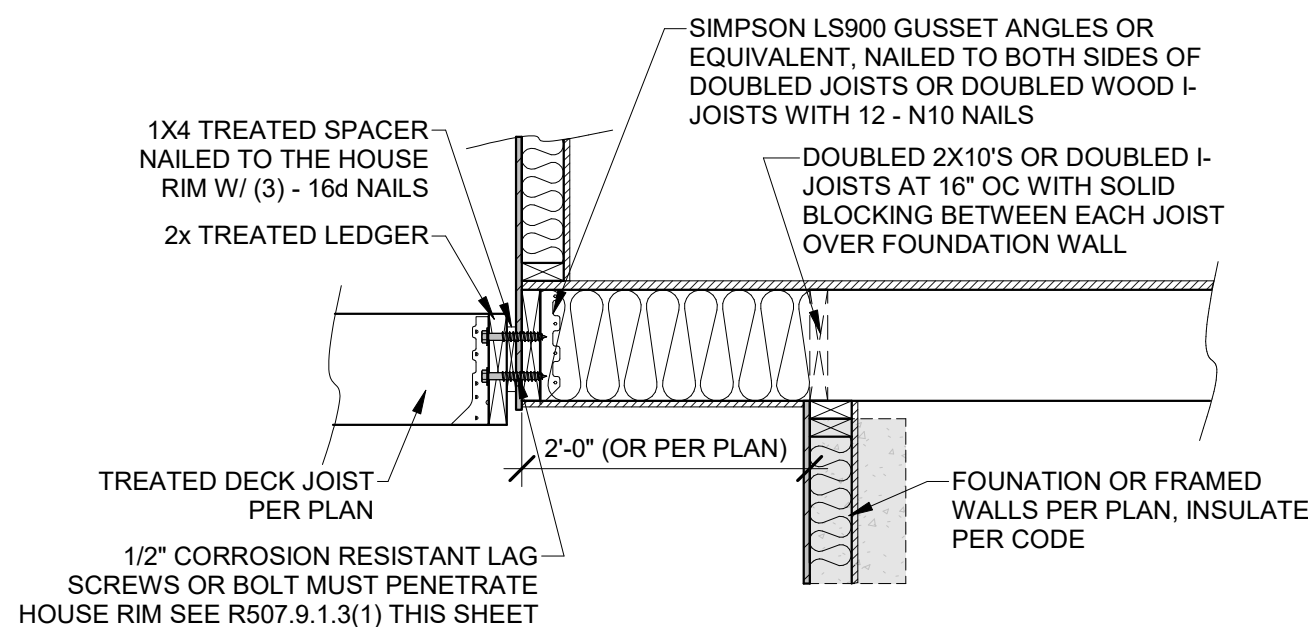 SIMPSON LS900 GUSSET ANGLES OR
EQUIVALENT, NAILED TO BOTH SIDES OF
DOUBLED JOISTS OR DOUBLED WOOD I-
JOISTS WITH 12 - N10 NAILS
1X4 TREATED SPACER
NAILED TO THE HOUSE
RIM W/ (3) - 16d NAILS
2x TREATED LEDGER
DOUBLED 2X10'S OR DOUBLED I-
JOISTS AT 16" OC WITH SOLID
BLOCKING BETWEEN EACH JOIST
OVER FOUNDATION WALL
2'-0" (OR PER PLAN)
TREATED DECK JOIST
PER PLAN
FOUNATION OR FRAMED
WALLS PER PLAN, INSULATE
PER CODE
1/2" CORROSION RESISTANT LAG
SCREWS OR BOLT MUST PENETRATE
HOUSE RIM SEE R507.9.1.3(1) THIS SHEET